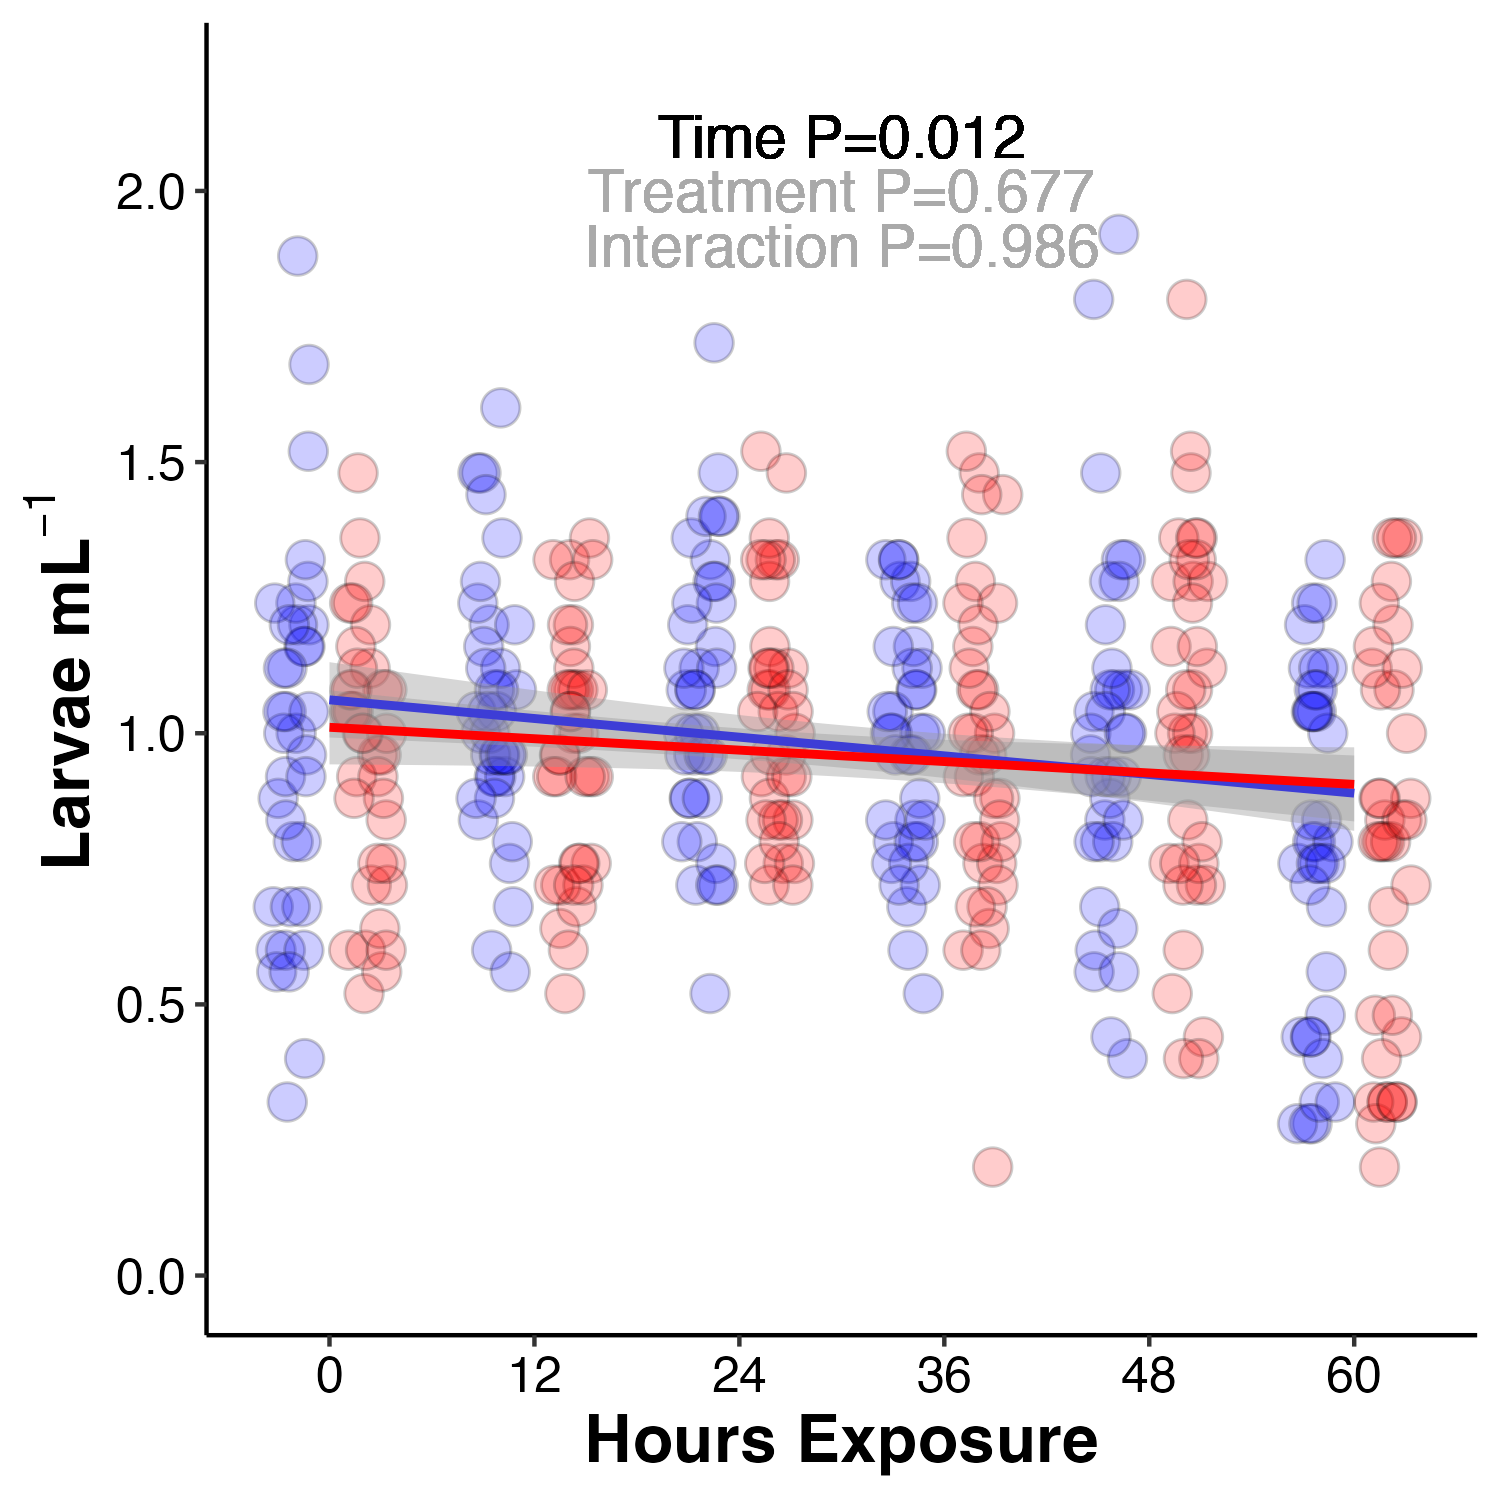 Time P=0.012
Treatment P=0.677
Interaction P=0.986
Larvae mL⁻¹
2.0
1.5
1.0
0.5
0.0
0 12 24 36 48 60
Hours Exposure